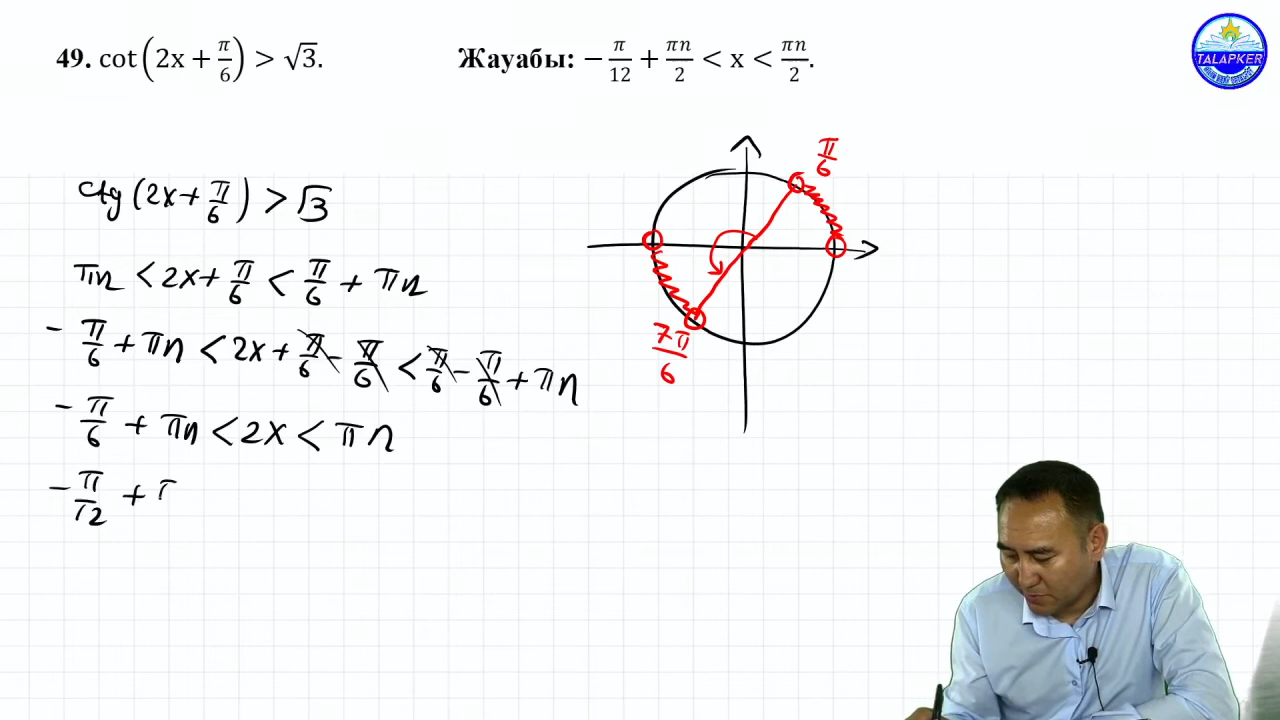 49. cot(2x + π/6) > √3. Жауабы: −π/12 + πn/2 < x < πn/2.
TALAPKER
ctg(2x + π/6) > √3
πn < 2x + π/6 < π/6 + πn
− π/6 + πn < 2x + π/6 − π/6 < π/6 − π/6 + πn
− π/6 + πn < 2x < πn
− π/12 +
π/6
7π/6